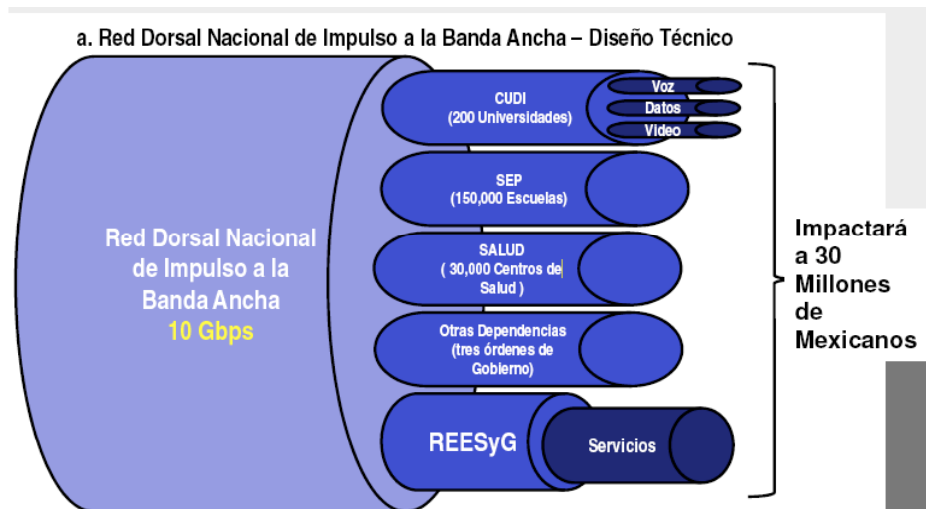 a. Red Dorsal Nacional de Impulso a la Banda Ancha – Diseño Técnico
Red Dorsal Nacional
de Impulso a la
Banda Ancha
10 Gbps
CUDI
(200 Universidades)
Voz
Datos
Video
SEP
(150,000 Escuelas)
SALUD
( 30,000 Centros de
Salud )
Otras Dependencias
(tres órdenes de
Gobierno)
REESyG
Servicios
Impactará
a 30
Millones
de
Mexicanos